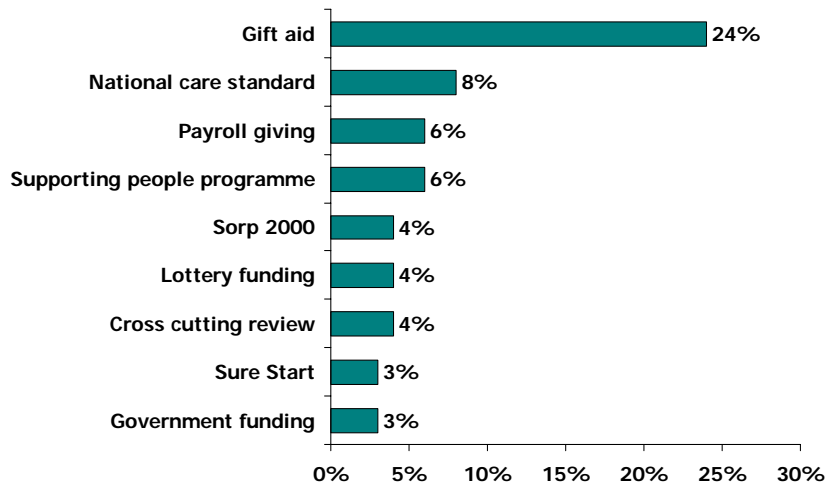 Gift aid 24%
National care standard 8%
Payroll giving 6%
Supporting people programme 6%
Sorp 2000 4%
Lottery funding 4%
Cross cutting review 4%
Sure Start 3%
Government funding 3%
0% 5% 10% 15% 20% 25% 30%